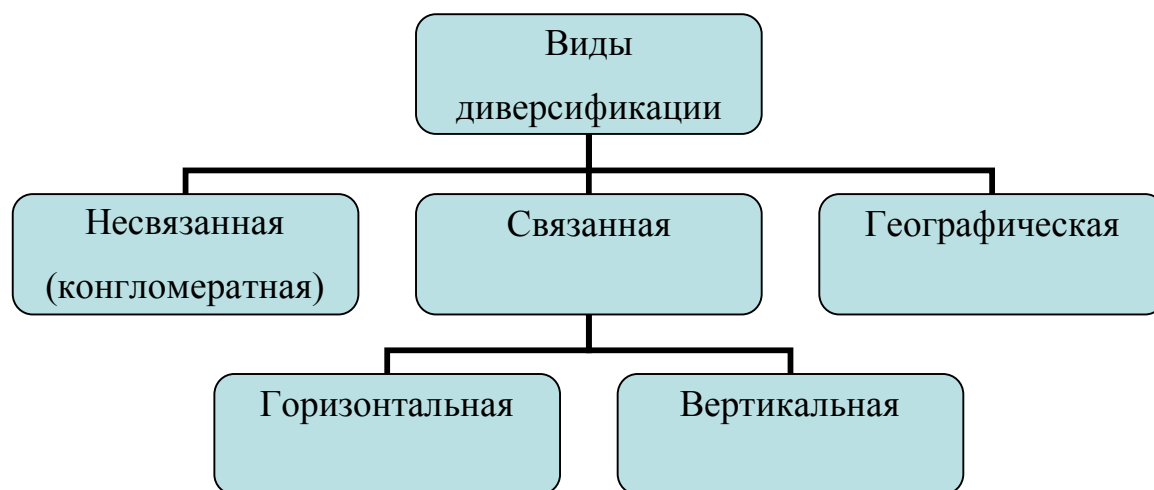 Виды
диверсификации
Несвязанная
(конгломератная)
Связанная
Географическая
Горизонтальная
Вертикальная